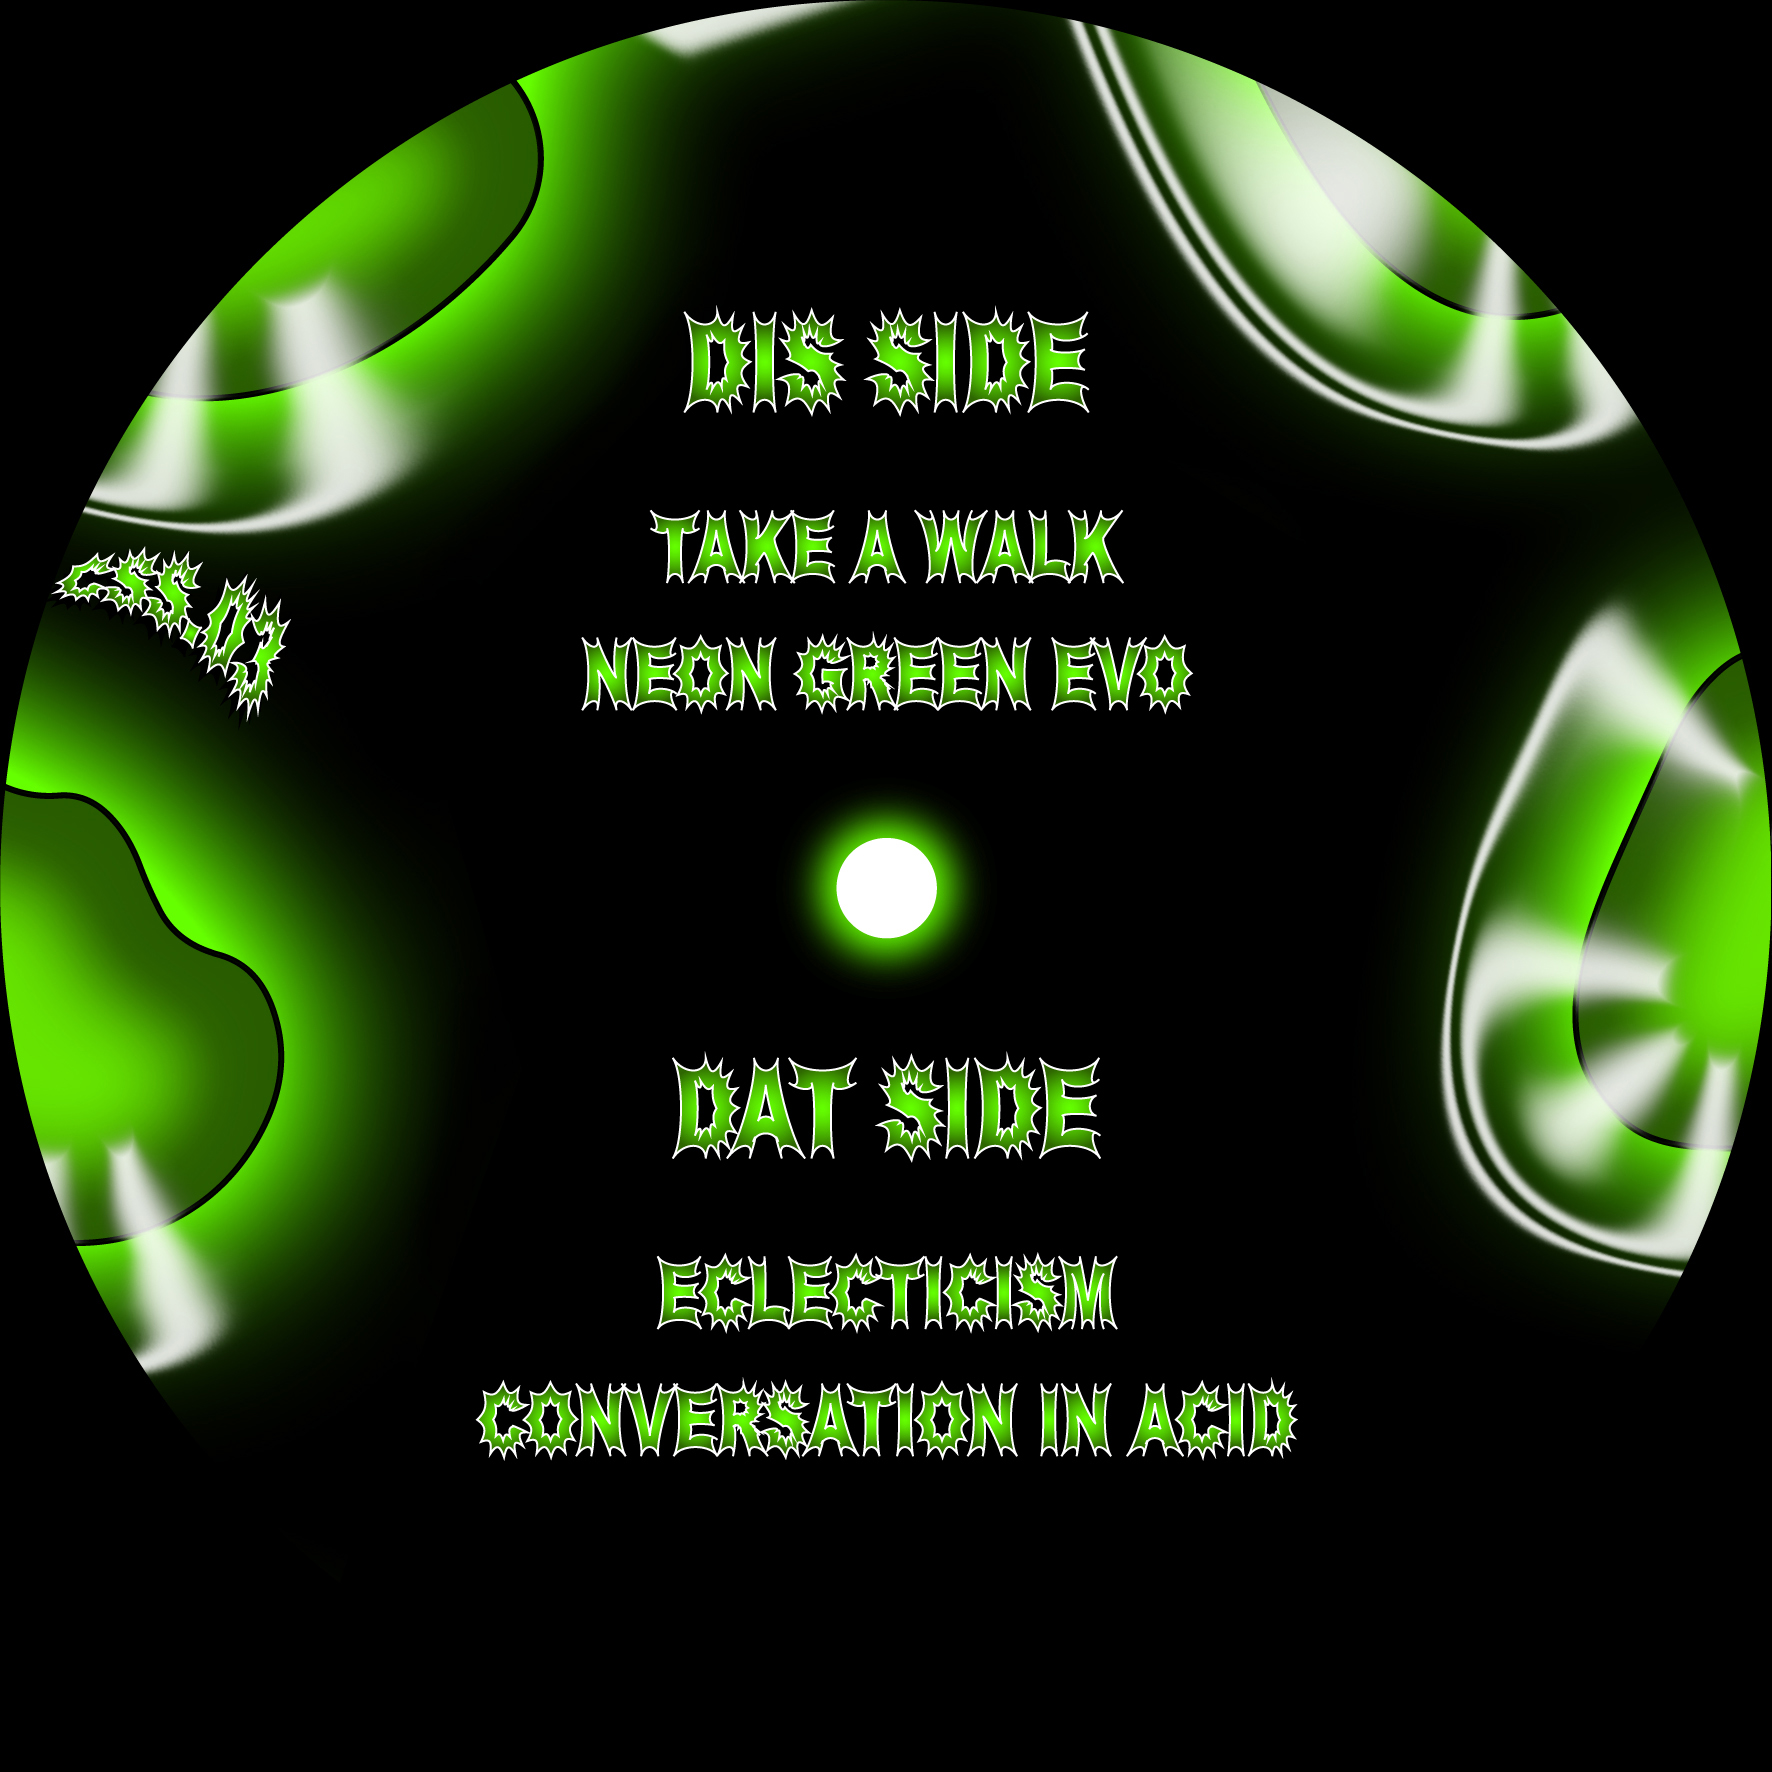 DIS SIDE
TAKE A WALK
NEON GREEN EVO
CSS.03
DAT SIDE
ECLECTICISM
CONVERSATION IN ACID